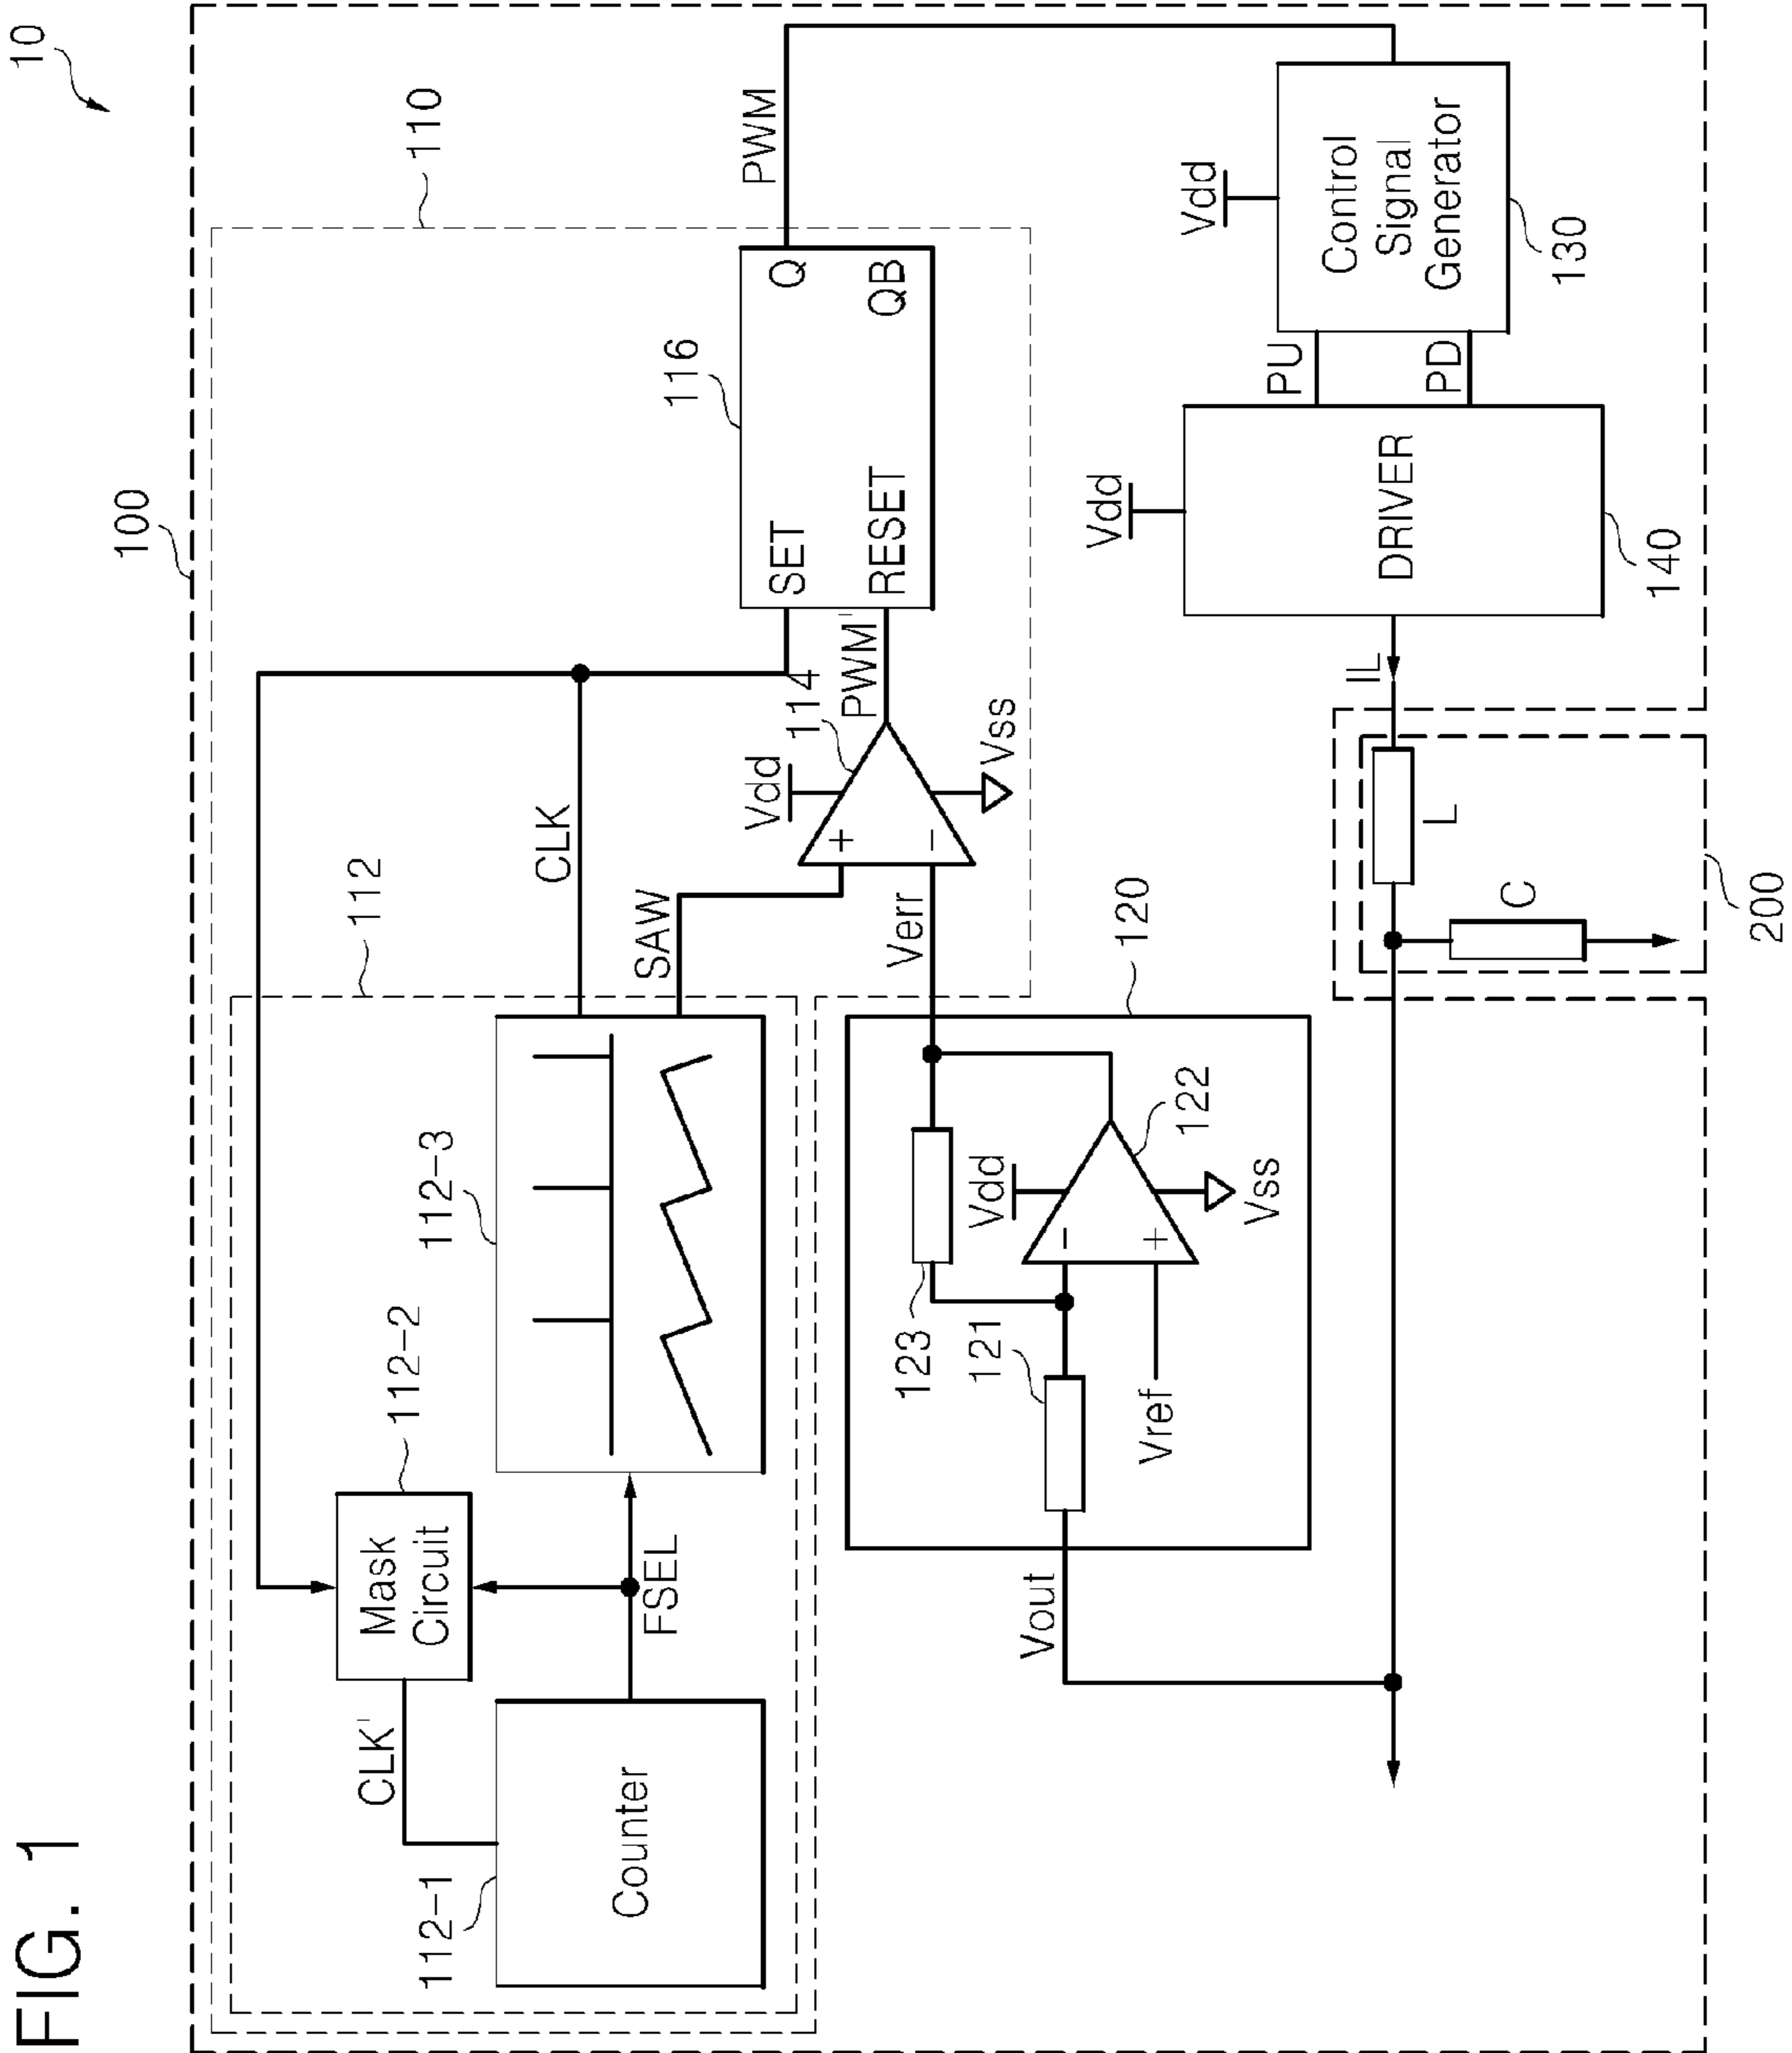 FIG. 1
10
100
110
112
112-1
Counter
CLK'
112-2
Mask
Circuit
FSEL
112-3
CLK
SAW
Vdd
114
+
-
Vss
Verr
PWM'
116
SET
RESET
Q
QB
PWM
120
Vout
121
123
Vref
Vdd
-
+
122
Vss
Vdd
Control
Signal
Generator
130
PU
PD
Vdd
DRIVER
140
IL
L
C
200